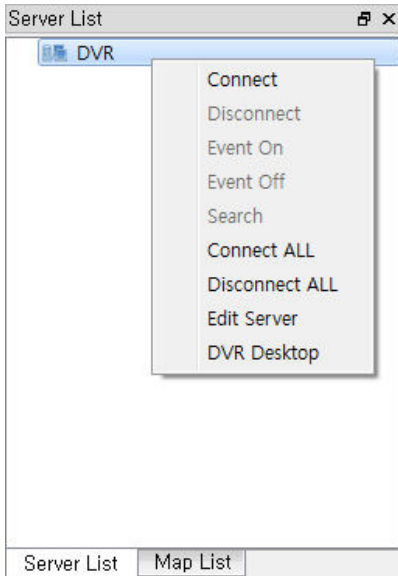 Server List
DVR
Connect
Disconnect
Event On
Event Off
Search
Connect ALL
Disconnect ALL
Edit Server
DVR Desktop
Server List
Map List